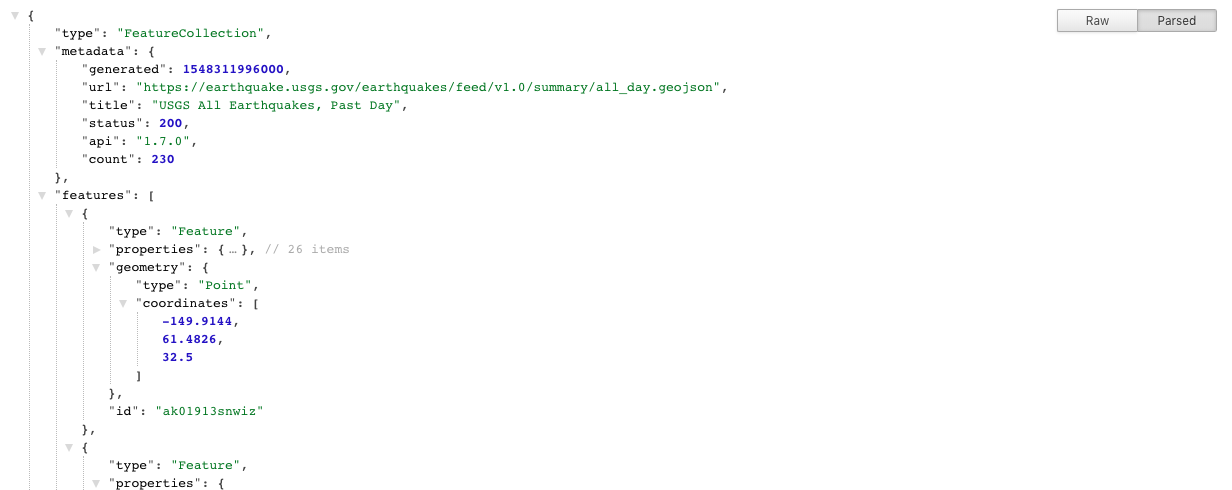 {
Raw Parsed
"type": "FeatureCollection",
"metadata": {
"generated": 1548311996000,
"url": "https://earthquake.usgs.gov/earthquakes/feed/v1.0/summary/all_day.geojson",
"title": "USGS All Earthquakes, Past Day",
"status": 200,
"api": "1.7.0",
"count": 230
},
"features": [
{
"type": "Feature",
"properties": { … }, // 26 items
"geometry": {
"type": "Point",
"coordinates": [
-149.9144,
61.4826,
32.5
]
},
"id": "ak01913snwiz"
},
{
"type": "Feature",
"properties": {